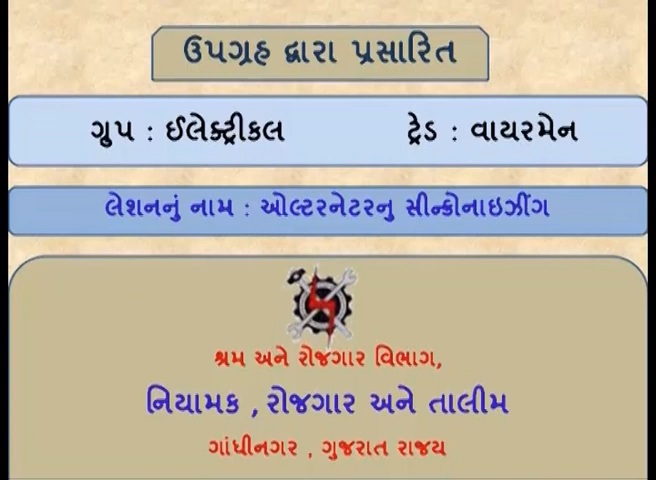 ઉપગ્રહ દ્વારા પ્રસારિત
ગ્રુપ : ઈલેક્ટ્રીકલ ટ્રેડ : વાયરમેન
લેશનનું નામ : ઓલ્ટરનેટરનુ સીન્ક્રોનાઇઝીંગ
શ્રમ અને રોજગાર વિભાગ,
નિયામક , રોજગાર અને તાલીમ
ગાંધીનગર , ગુજરાત રાજ્ય